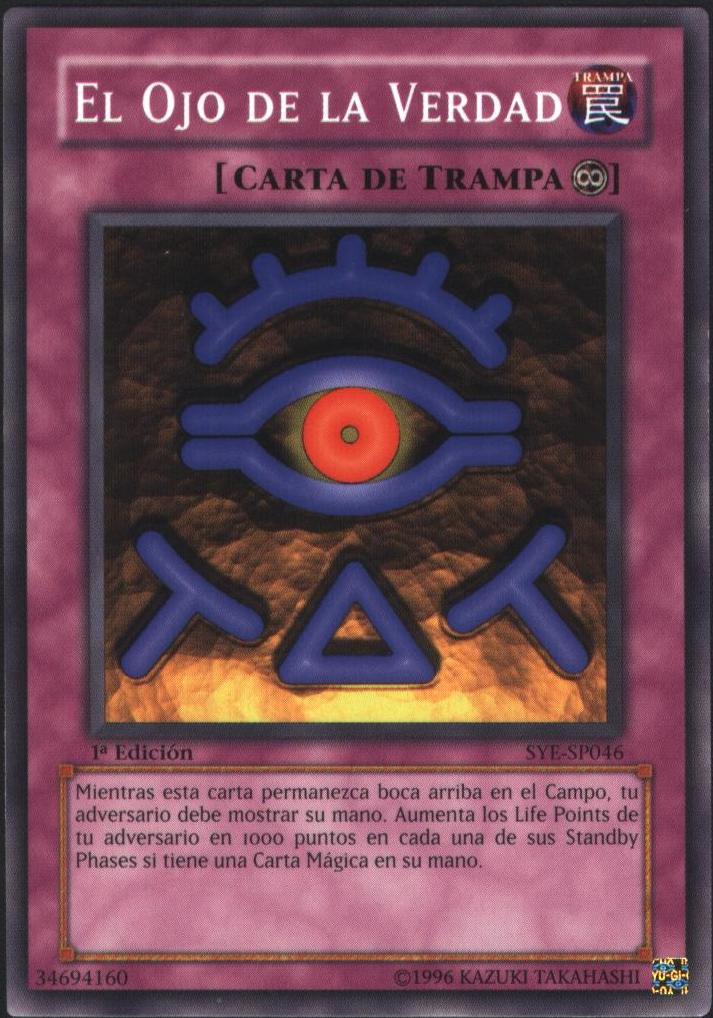 EL OJO DE LA VERDAD
TRAMPA
罠
[CARTA DE TRAMPA ∞]
1ª Edición
SYE-SP046
Mientras esta carta permanezca boca arriba en el Campo, tu
adversario debe mostrar su mano. Aumenta los Life Points de
tu adversario en 1000 puntos en cada una de sus Standby
Phases si tiene una Carta Mágica en su mano.
34694160
©1996 KAZUKI TAKAHASHI